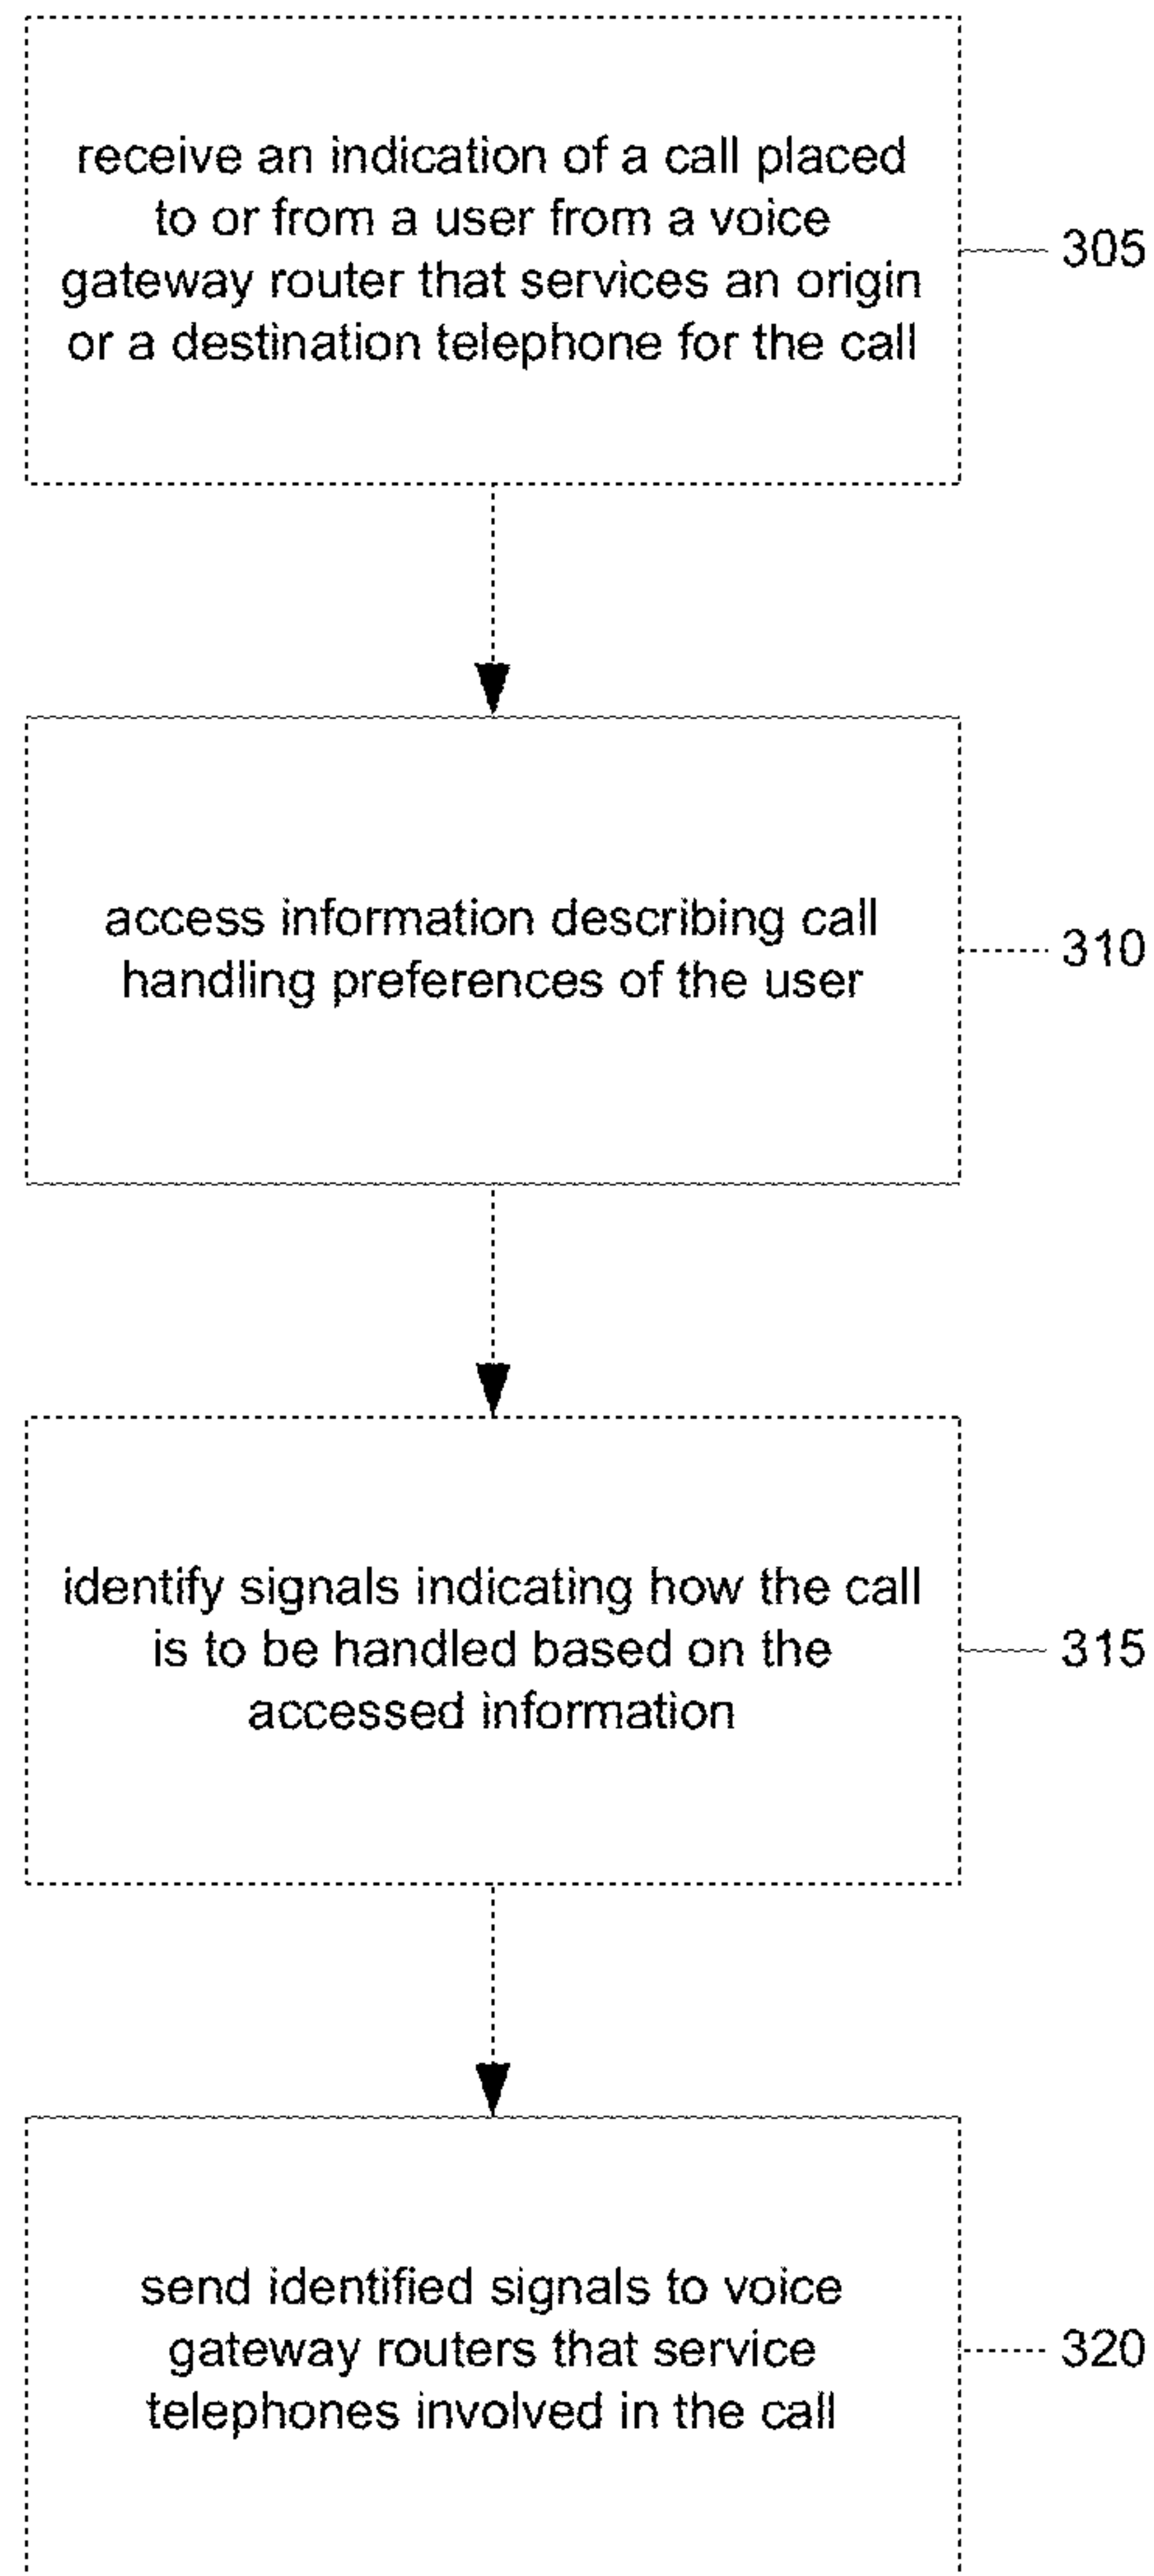 receive an indication of a call placed
to or from a user from a voice
gateway router that services an origin
or a destination telephone for the call
305
access information describing call
handling preferences of the user
310
identify signals indicating how the call
is to be handled based on the
accessed information
315
send identified signals to voice
gateway routers that service
telephones involved in the call
320